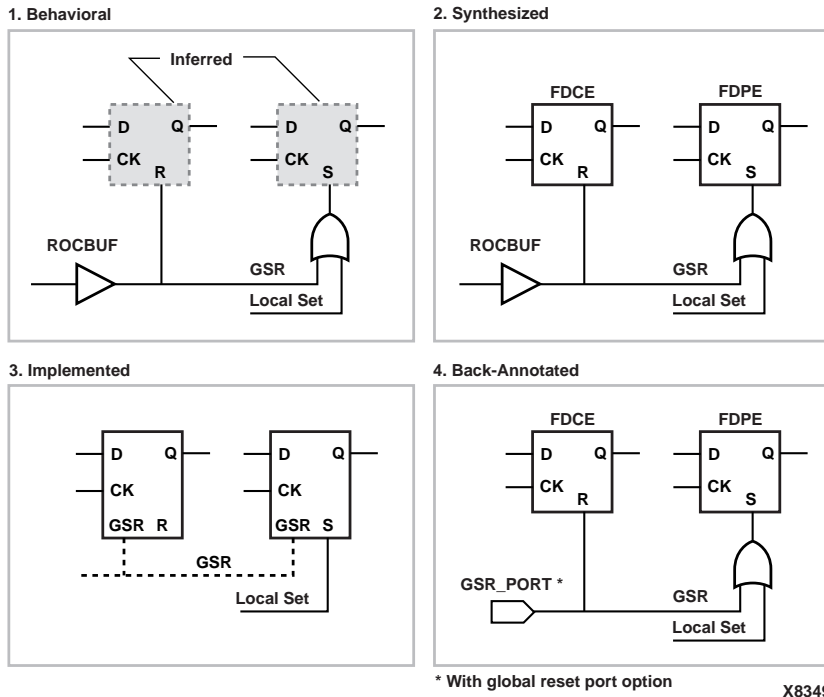 1. Behavioral
Inferred
D Q
CK
R
D Q
CK
S
ROCBUF
GSR
Local Set
2. Synthesized
FDCE
D Q
CK
R
FDPE
D Q
CK
S
ROCBUF
GSR
Local Set
3. Implemented
D Q
CK
GSR R
D Q
CK
GSR S
GSR
Local Set
4. Back-Annotated
FDCE
D Q
CK
R
FDPE
D Q
CK
S
GSR_PORT *
GSR
Local Set
* With global reset port option
X8349